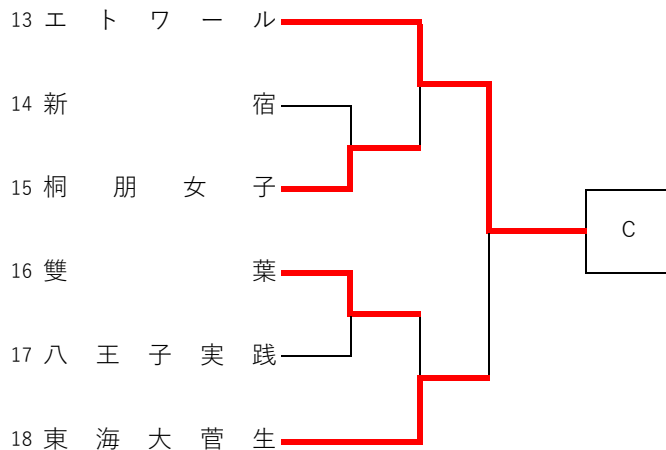 13 エトワール
14 新宿
15 桐朋女子
C
16 雙葉
17 八王子実践
18 東海大菅生